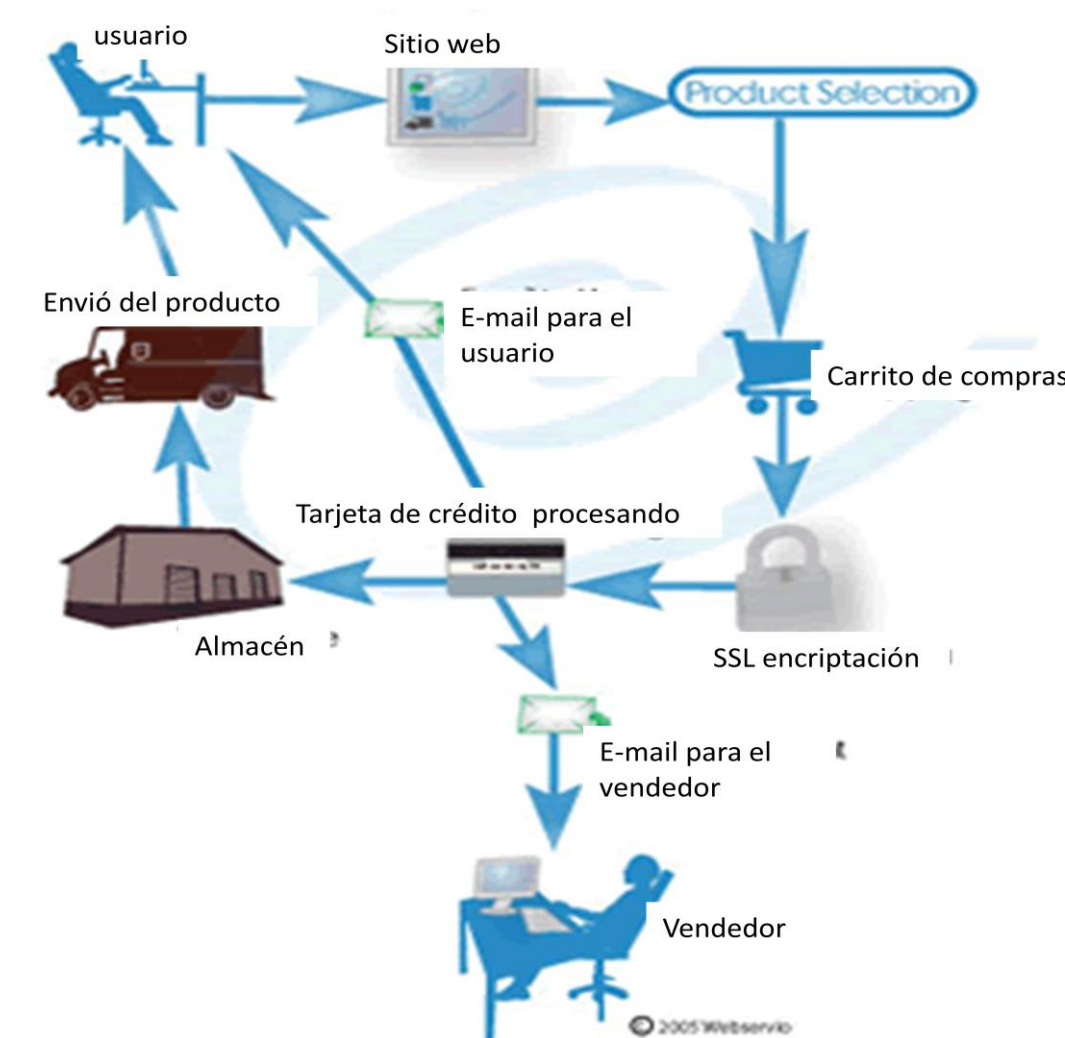 usuario
Sitio web
Product Selection
Envió del producto
E-mail para el
usuario
Carrito de compras
Tarjeta de crédito procesando
Almacén
SSL encriptación
E-mail para el
vendedor
Vendedor
© 2005 Webservio